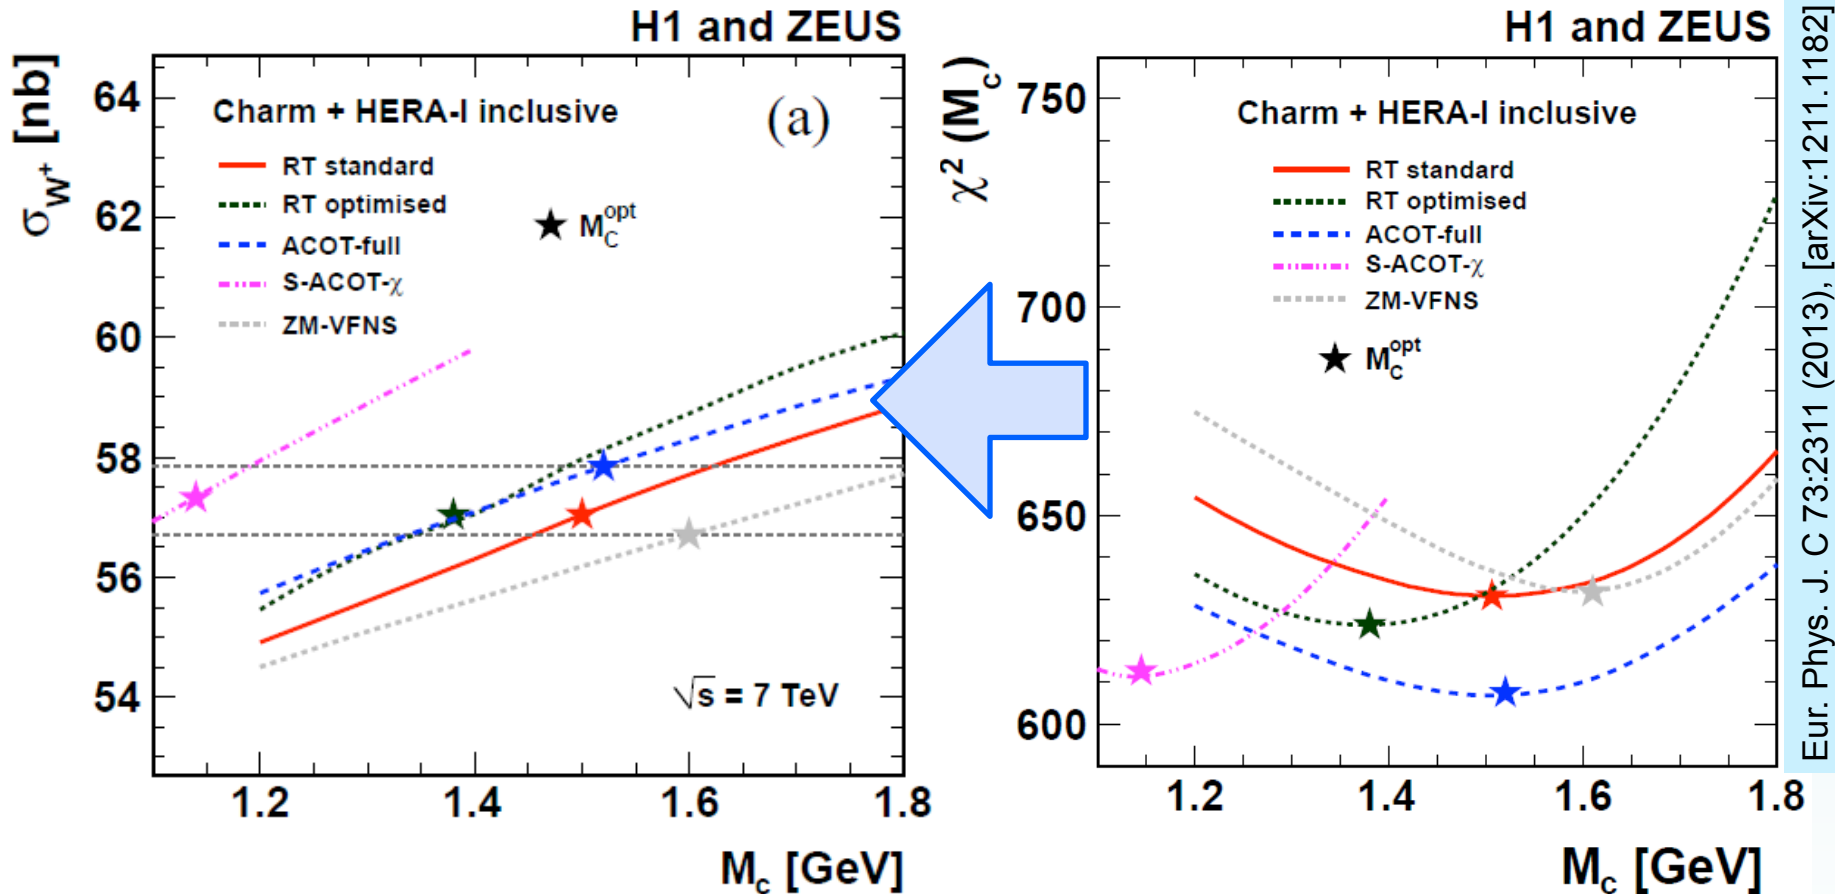 H1 and ZEUS
σ_W⁺ [nb]
64
62
60
58
56
54
Charm + HERA-I inclusive
(a)
RT standard
RT optimised
ACOT-full
S-ACOT-χ
ZM-VFNS
★ M_C^opt
√s = 7 TeV
1.2 1.4 1.6 1.8
M_c [GeV]
H1 and ZEUS
χ² (M_c)
750
700
650
600
Charm + HERA-I inclusive
RT standard
RT optimised
ACOT-full
S-ACOT-χ
ZM-VFNS
★ M_C^opt
1.2 1.4 1.6 1.8
M_c [GeV]
Eur. Phys. J. C 73:2311 (2013), [arXiv:1211.1182]